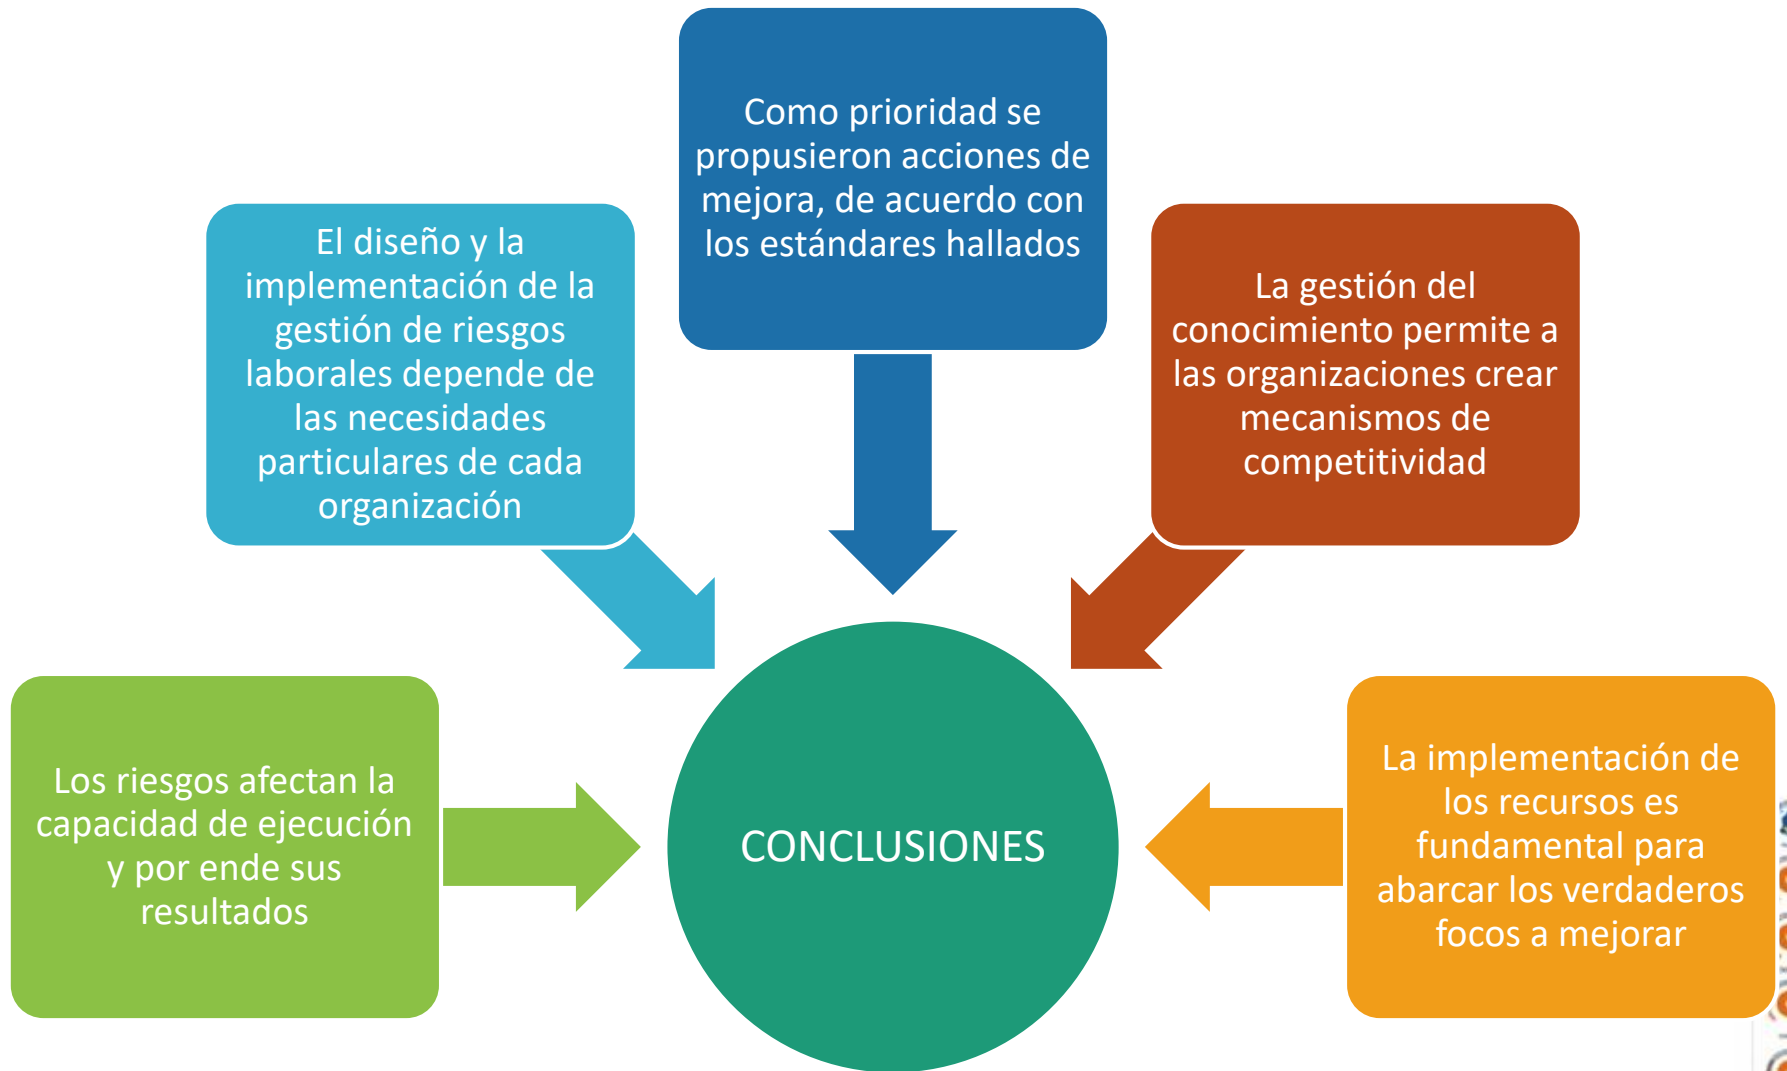 Como prioridad se
propusieron acciones de
mejora, de acuerdo con
los estándares hallados
El diseño y la
implementación de la
gestión de riesgos
laborales depende de
las necesidades
particulares de cada
organización
La gestión del
conocimiento permite a
las organizaciones crear
mecanismos de
competitividad
Los riesgos afectan la
capacidad de ejecución
y por ende sus
resultados
CONCLUSIONES
La implementación de
los recursos es
fundamental para
abarcar los verdaderos
focos a mejorar